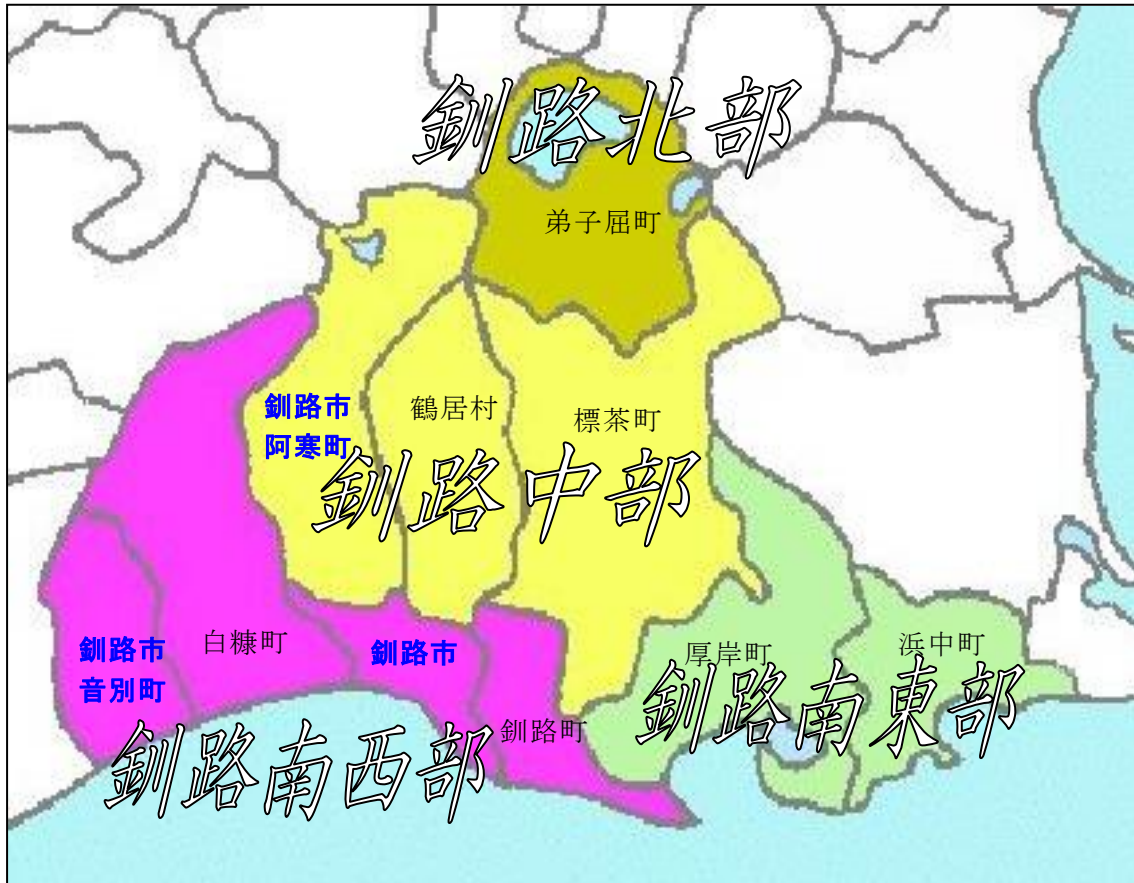 釧路北部
弟子屈町
釧路市
阿寒町
鶴居村
標茶町
釧路中部
釧路市
音別町
白糠町
釧路市
釧路町
厚岸町
浜中町
釧路南東部
釧路南西部